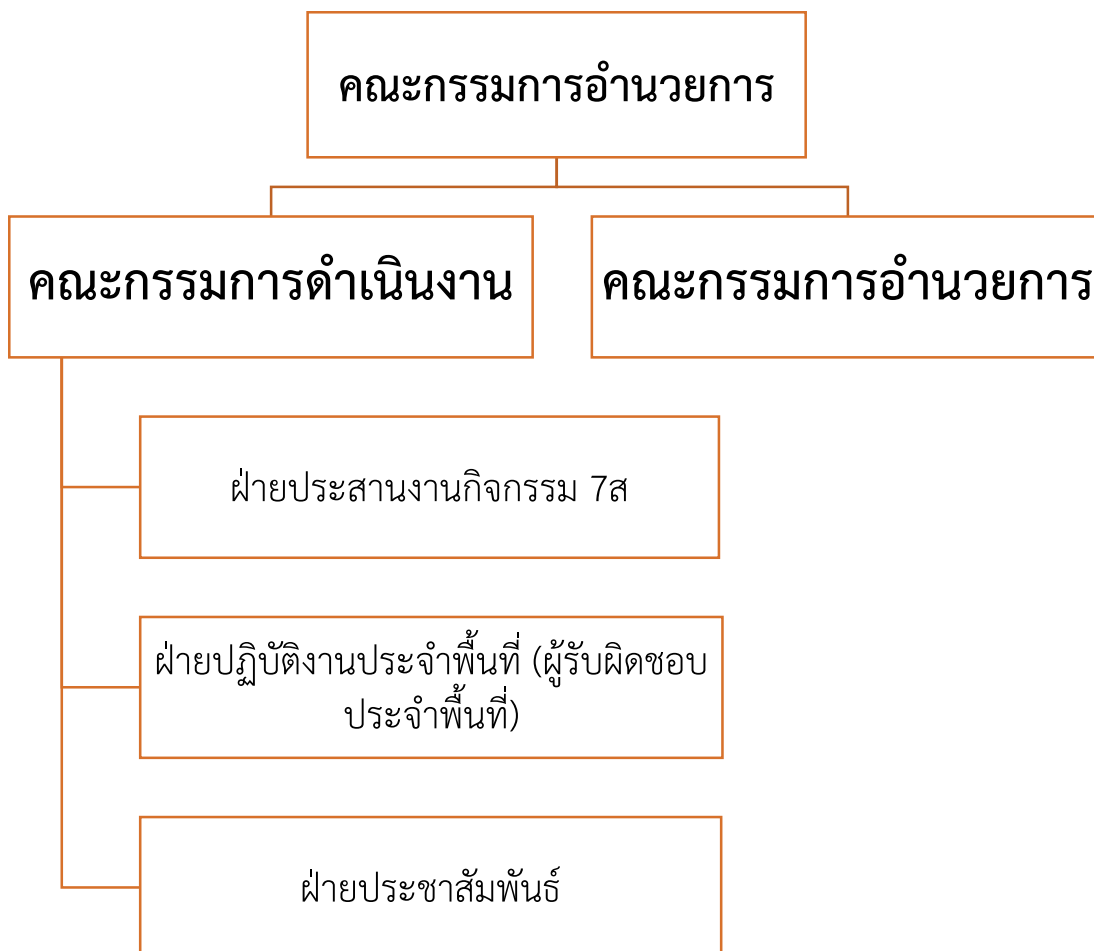 คณะกรรมการอำนวยการ
คณะกรรมการดำเนินงาน
คณะกรรมการอำนวยการ
ฝ่ายประสานงานกิจกรรม 7ส
ฝ่ายปฏิบัติงานประจำพื้นที่ (ผู้รับผิดชอบ
ประจำพื้นที่)
ฝ่ายประชาสัมพันธ์